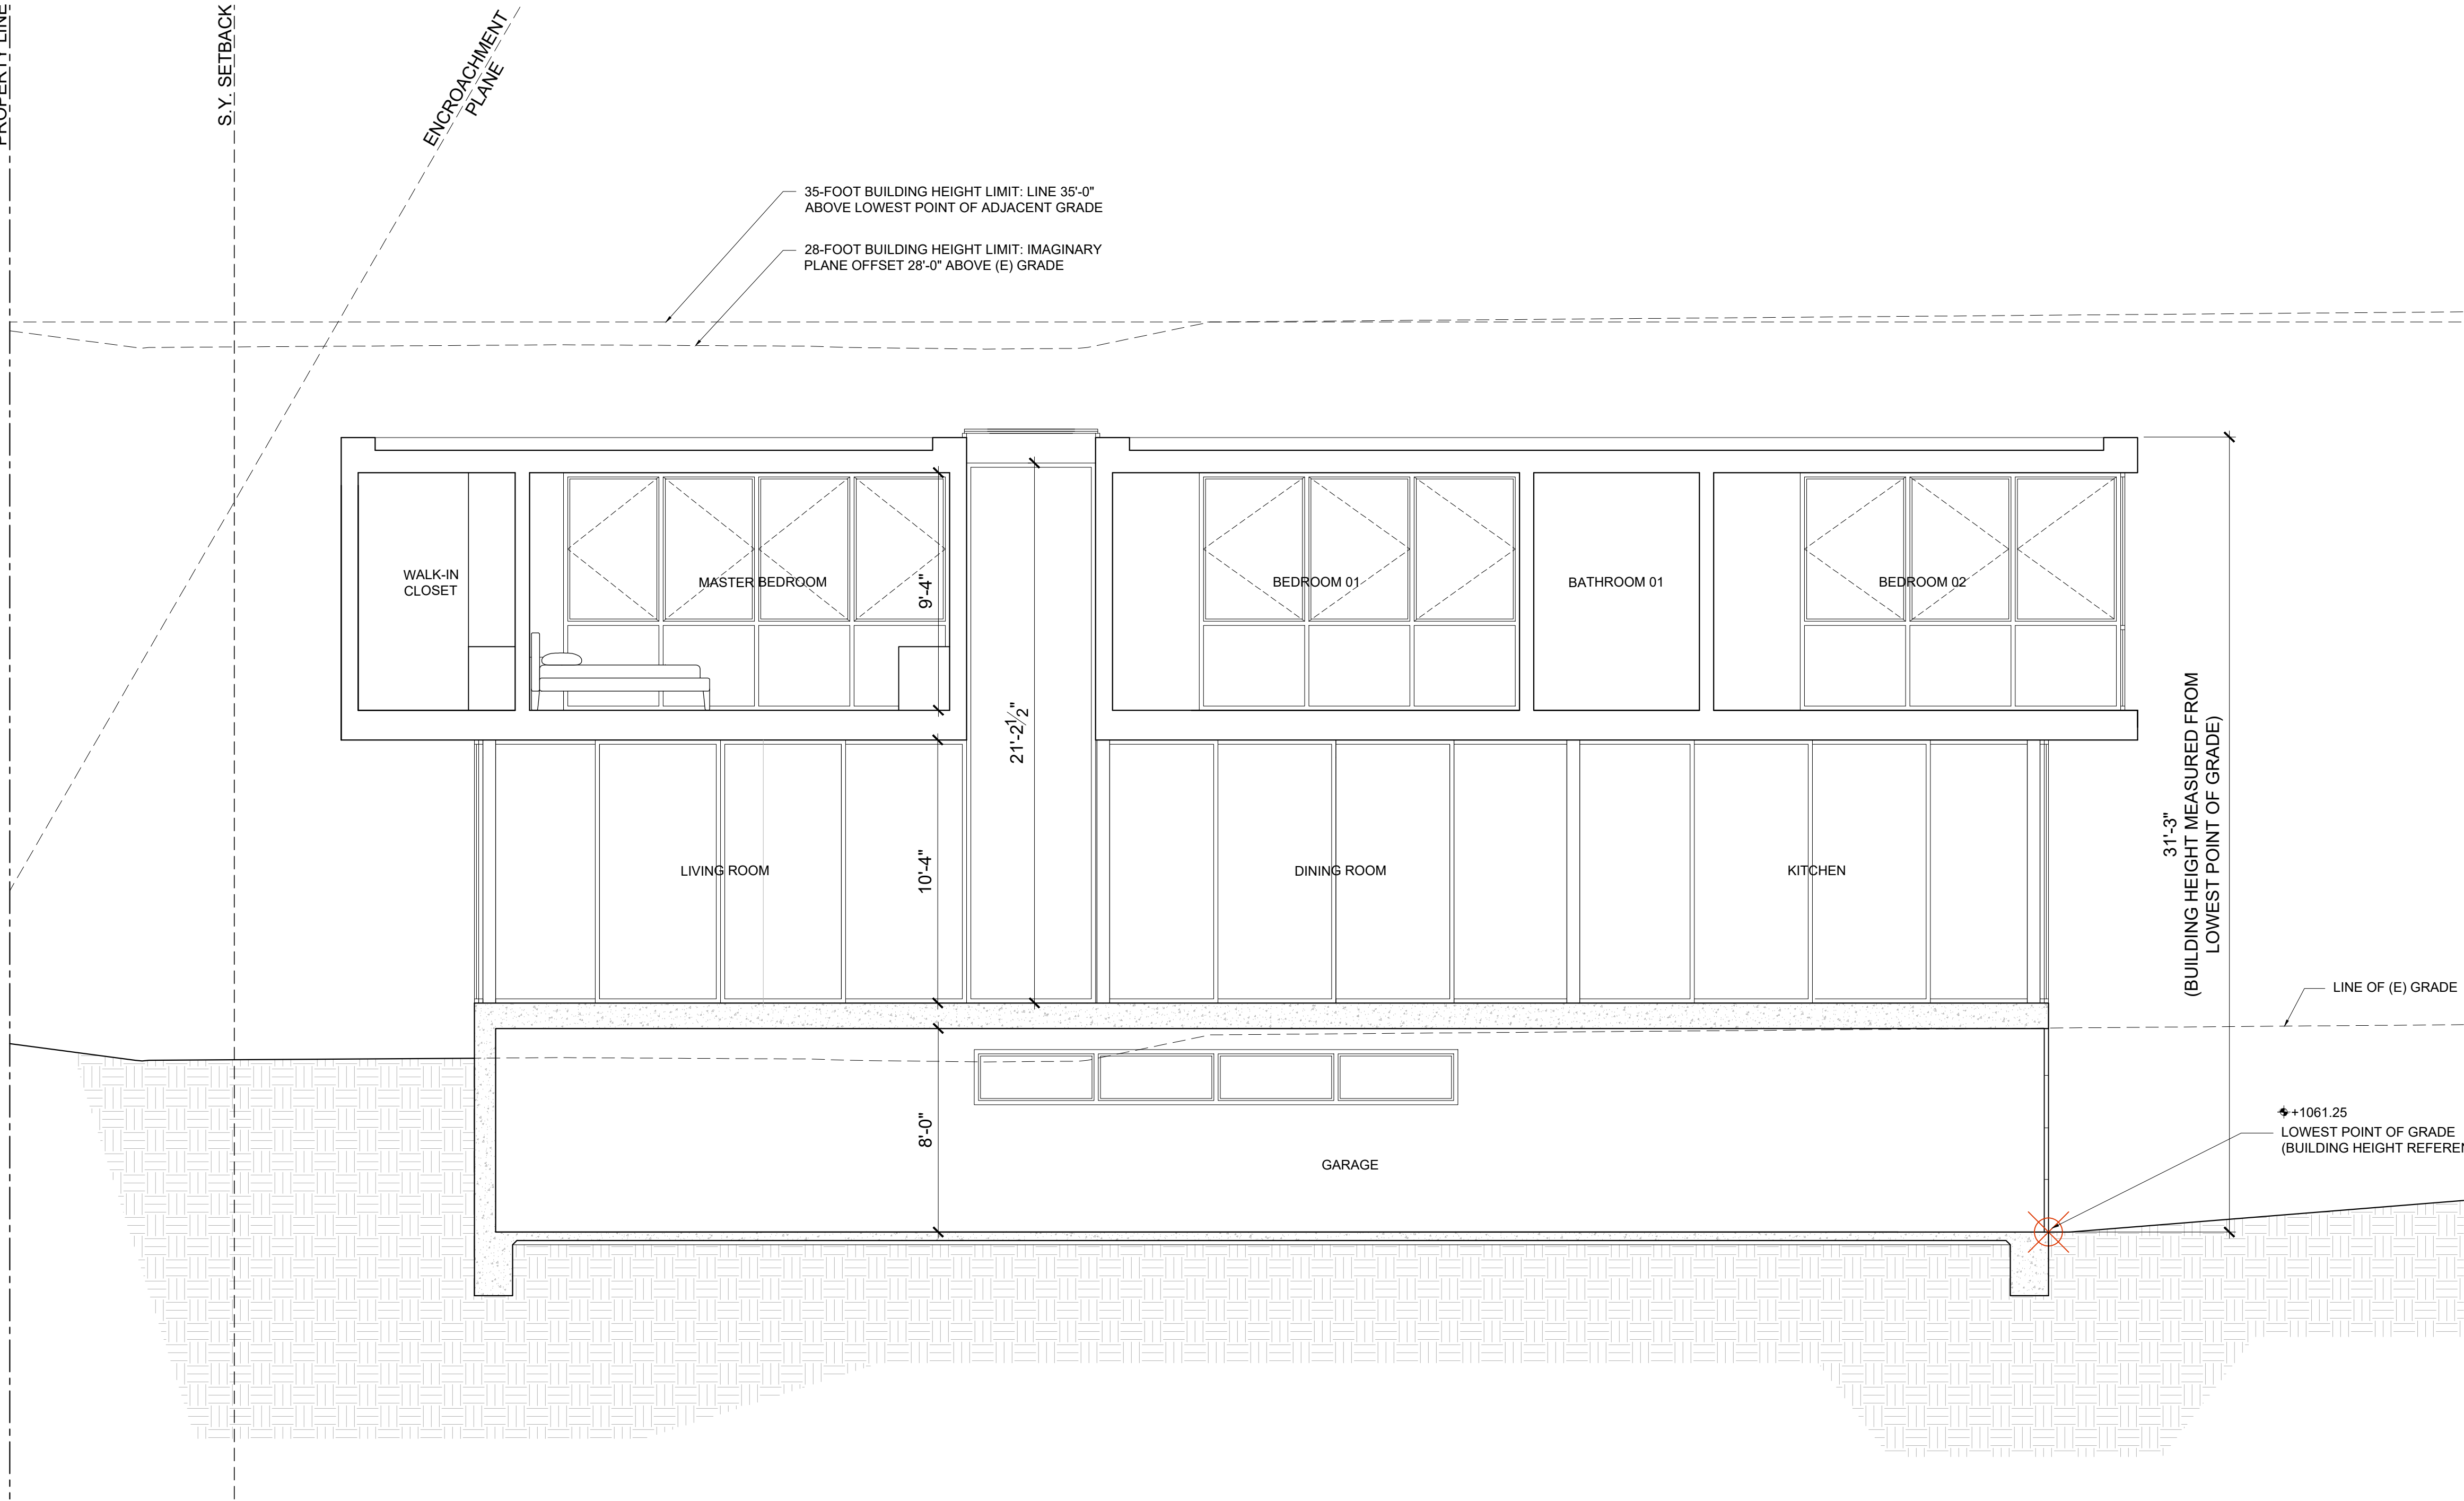 PROPERTY LINE
S.Y. SETBACK
ENCROACHMENT
PLANE
35-FOOT BUILDING HEIGHT LIMIT: LINE 35'-0"
ABOVE LOWEST POINT OF ADJACENT GRADE
28-FOOT BUILDING HEIGHT LIMIT: IMAGINARY
PLANE OFFSET 28'-0" ABOVE (E) GRADE
WALK-IN
CLOSET
MASTER BEDROOM
9'-4"
BEDROOM 01
BATHROOM 01
BEDROOM 02
21'-2½"
31'-3"
(BUILDING HEIGHT MEASURED FROM
LOWEST POINT OF GRADE)
LIVING ROOM
10'-4"
DINING ROOM
KITCHEN
LINE OF (E) GRADE
8'-0"
GARAGE
+1061.25
LOWEST POINT OF GRADE
(BUILDING HEIGHT